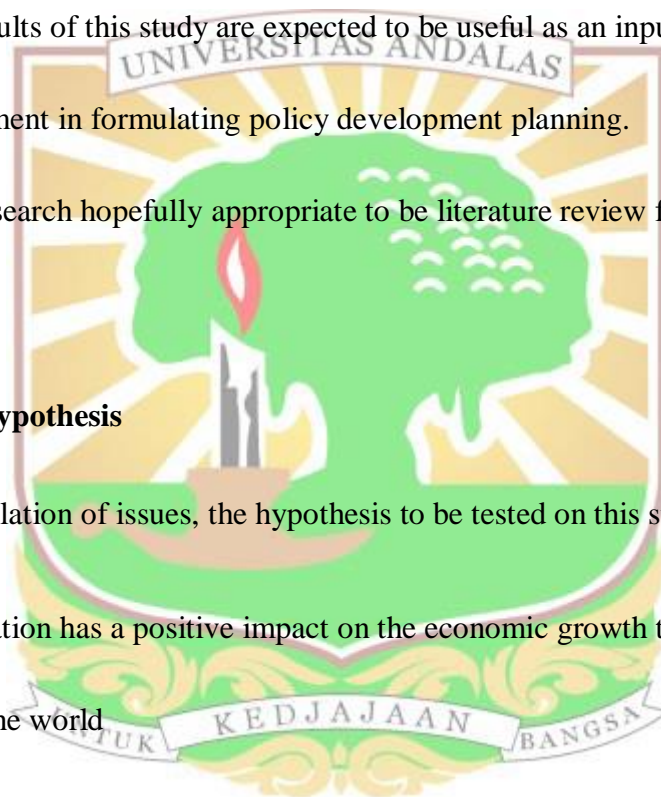 ults of this study are expected to be useful as an inpu
UNIVERSITAS ANDALAS
nent in formulating policy development planning.
search hopefully appropriate to be literature review f
ypothesis
lation of issues, the hypothesis to be tested on this s
ation has a positive impact on the economic growth t
ne world
UNTUK KEDJAJAAN BANGSA